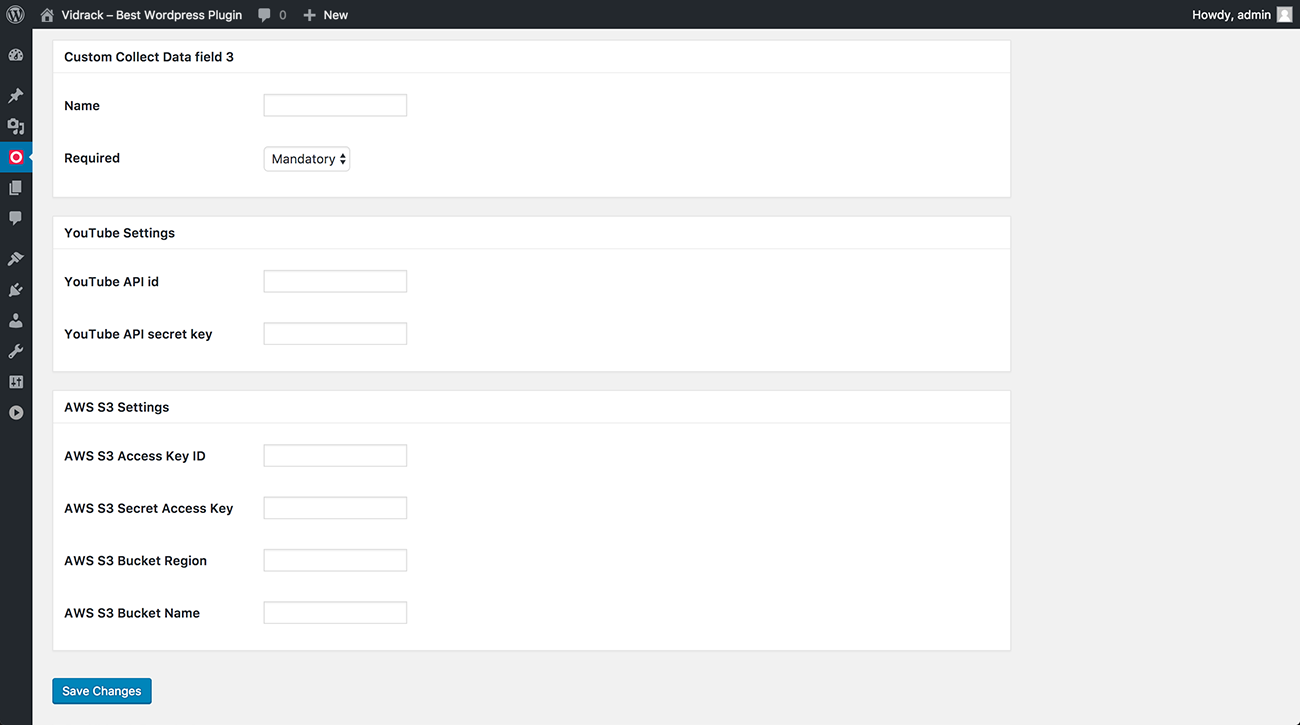 Vidrack – Best Wordpress Plugin 0 New Howdy, admin
Custom Collect Data field 3
Name
Required Mandatory
YouTube Settings
YouTube API id
YouTube API secret key
AWS S3 Settings
AWS S3 Access Key ID
AWS S3 Secret Access Key
AWS S3 Bucket Region
AWS S3 Bucket Name
Save Changes